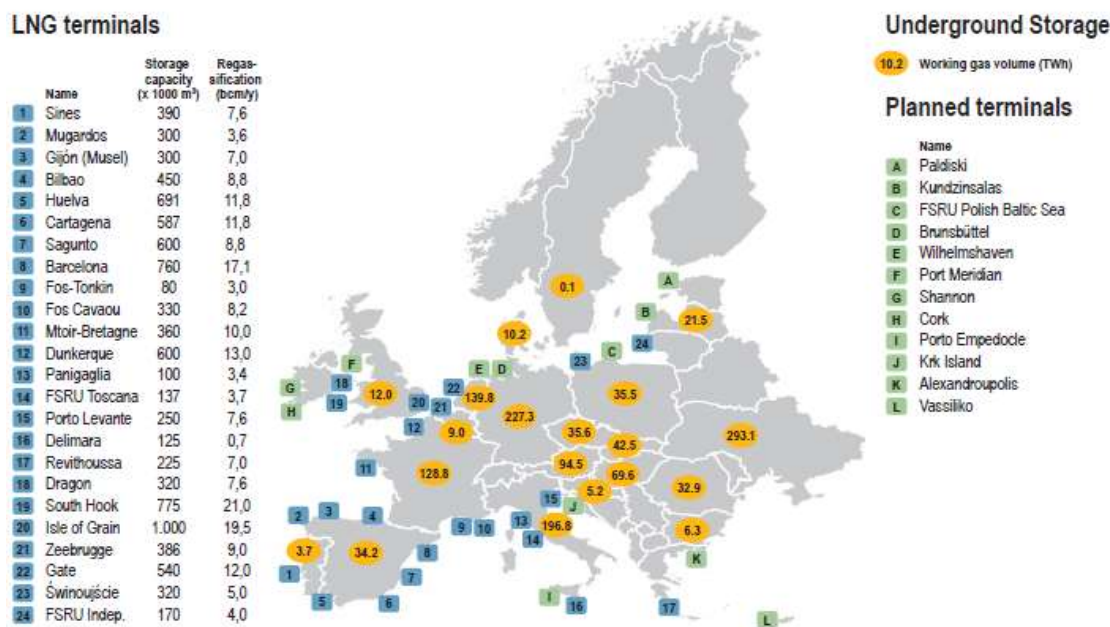 LNG terminals
Name Storage capacity (x 1000 m³) Regas- sification (bcm/y)
1 Sines 390 7,6
2 Mugardos 300 3,6
3 Gijón (Musel) 300 7,0
4 Bilbao 450 8,8
5 Huelva 691 11,8
6 Cartagena 587 11,8
7 Sagunto 600 8,8
8 Barcelona 760 17,1
9 Fos-Tonkin 80 3,0
10 Fos Cavaou 330 8,2
11 Mtoir-Bretagne 360 10,0
12 Dunkerque 600 13,0
13 Panigaglia 100 3,4
14 FSRU Toscana 137 3,7
15 Porto Levante 250 7,6
16 Delimara 125 0,7
17 Revithoussa 225 7,0
18 Dragon 320 7,6
19 South Hook 775 21,0
20 Isle of Grain 1.000 19,5
21 Zeebrugge 386 9,0
22 Gate 540 12,0
23 Świnoujście 320 5,0
24 FSRU Indep. 170 4,0
0.1
A
B
21.5
10.2
24
C
23
F
E D
G
18
12.0
22
139.8
35.5
H
19
20
21
227.3
12
9.0
35.6
42.5
293.1
11
128.8
94.5
69.6
5.2
32.9
15
J
2
3
4
9
10
13
196.8
6.3
14
3.7
34.2
8
K
1
7
5
6
I
16
17
L
Underground Storage
10.2 Working gas volume (TWh)
Planned terminals
Name
A Paldiski
B Kundzinsalas
C FSRU Polish Baltic Sea
D Brunsbüttel
E Wilhelmshaven
F Port Meridian
G Shannon
H Cork
I Porto Empedocle
J Krk Island
K Alexandroupolis
L Vassiliko